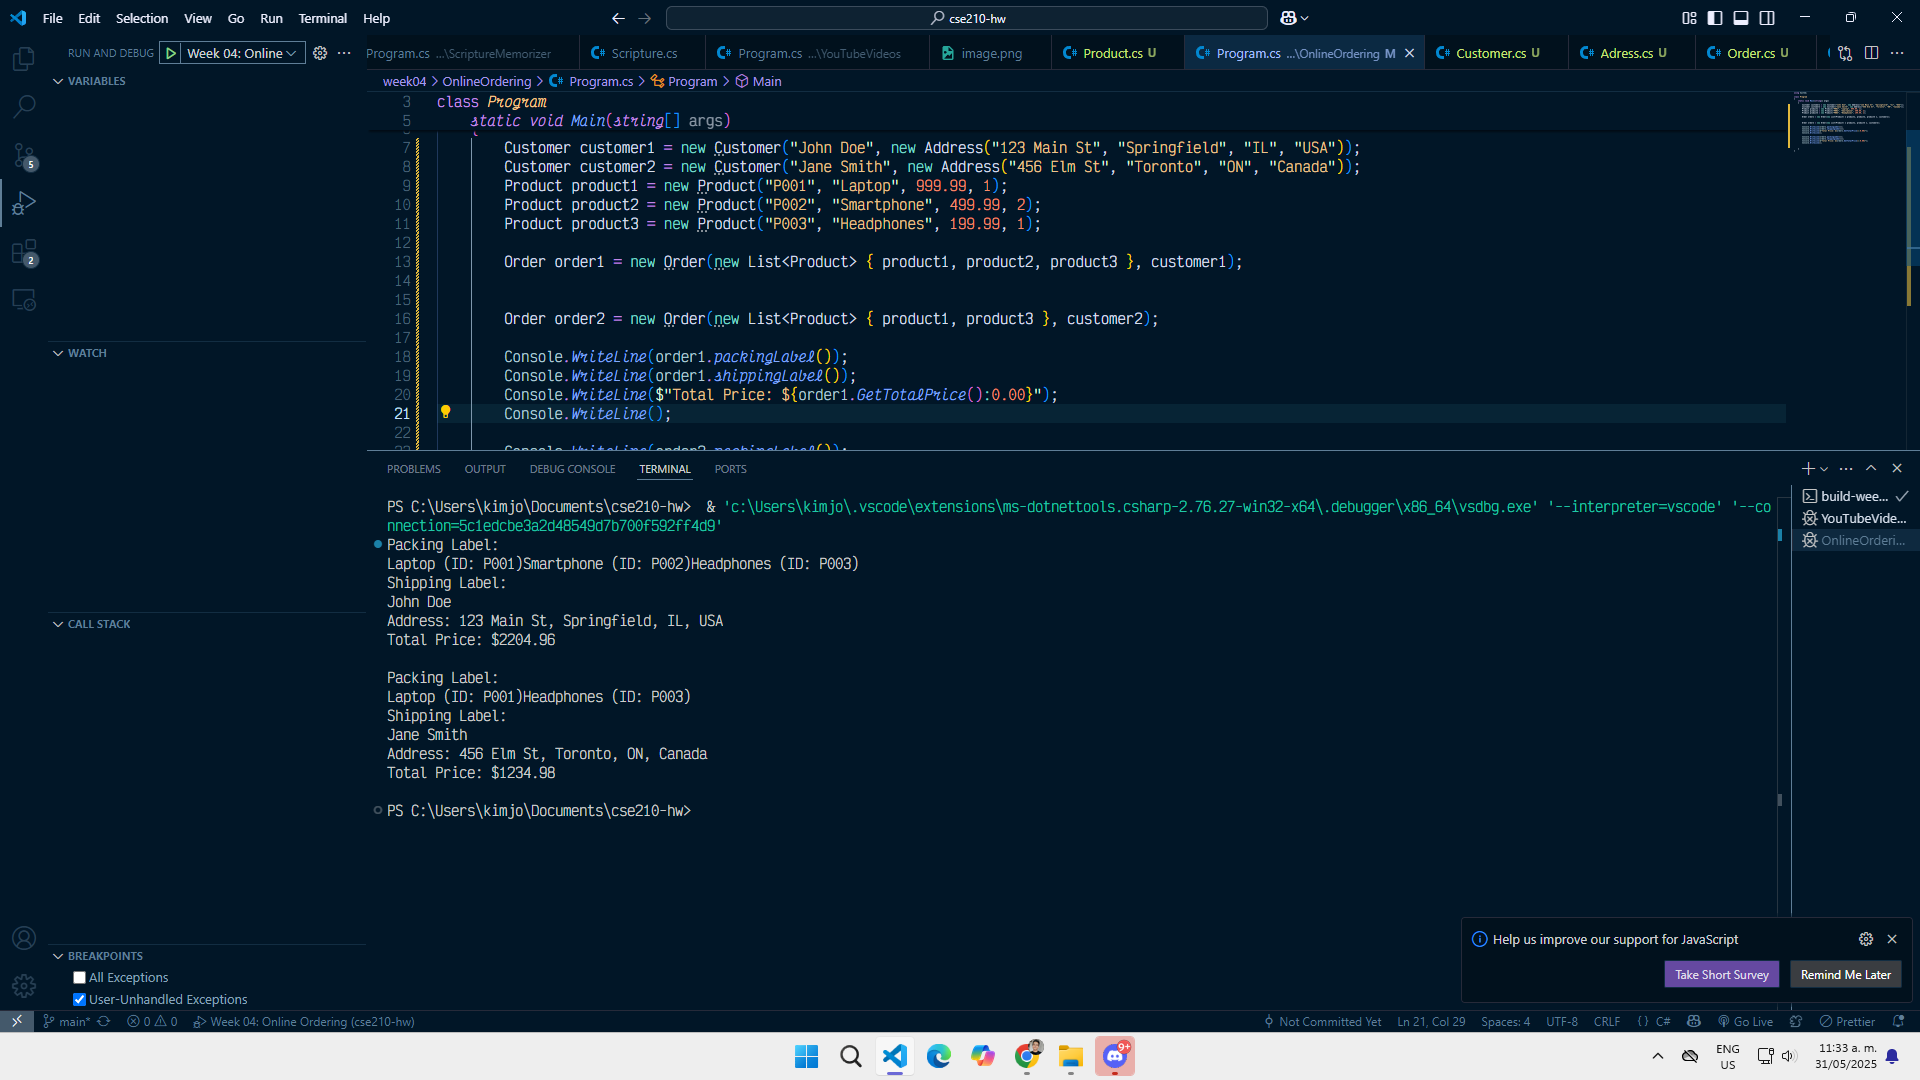 File Edit Selection View Go Run Terminal Help
cse210-hw
RUN AND DEBUG Week 04: Online
Program.cs ...\ScriptureMemorizer Scripture.cs Program.cs ...\YouTubeVideos image.png Product.cs U Program.cs ...\OnlineOrdering M Customer.cs U Adress.cs U Order.cs U
VARIABLES
week04 > OnlineOrdering > Program.cs > Program > Main
3 class Program
5 static void Main(string[] args)
7 Customer customer1 = new Customer("John Doe", new Address("123 Main St", "Springfield", "IL", "USA"));
8 Customer customer2 = new Customer("Jane Smith", new Address("456 Elm St", "Toronto", "ON", "Canada"));
9 Product product1 = new Product("P001", "Laptop", 999.99, 1);
10 Product product2 = new Product("P002", "Smartphone", 499.99, 2);
11 Product product3 = new Product("P003", "Headphones", 199.99, 1);
12
13 Order order1 = new Order(new List<Product> { product1, product2, product3 }, customer1);
14
15
16 Order order2 = new Order(new List<Product> { product1, product3 }, customer2);
17
18 Console.WriteLine(order1.packingLabel());
19 Console.WriteLine(order1.shippingLabel());
20 Console.WriteLine($"Total Price: ${order1.GetTotalPrice():0.00}");
21 Console.WriteLine();
22
Console.WriteLine(order2.packingLabel());
WATCH
CALL STACK
BREAKPOINTS
All Exceptions
User-Unhandled Exceptions
5
2
PROBLEMS OUTPUT DEBUG CONSOLE TERMINAL PORTS
PS C:\Users\kimjo\Documents\cse210-hw>  & 'c:\Users\kimjo\.vscode\extensions\ms-dotnettools.csharp-2.76.27-win32-x64\.debugger\x86_64\vsdbg.exe' '--interpreter=vscode' '--co
nnection=5c1edcbe3a2d48549d7b700f592ff4d9'
Packing Label:
Laptop (ID: P001)Smartphone (ID: P002)Headphones (ID: P003)
Shipping Label:
John Doe
Address: 123 Main St, Springfield, IL, USA
Total Price: $2204.96
Packing Label:
Laptop (ID: P001)Headphones (ID: P003)
Shipping Label:
Jane Smith
Address: 456 Elm St, Toronto, ON, Canada
Total Price: $1234.98
PS C:\Users\kimjo\Documents\cse210-hw>
build-wee...
YouTubeVide...
OnlineOrderi...
Help us improve our support for JavaScript
Take Short Survey Remind Me Later
main* 0 0 Week 04: Online Ordering (cse210-hw) Not Committed Yet Ln 21, Col 29 Spaces: 4 UTF-8 CRLF {} C# Go Live Prettier
9+
ENG
US
11:33 a. m.
31/05/2025